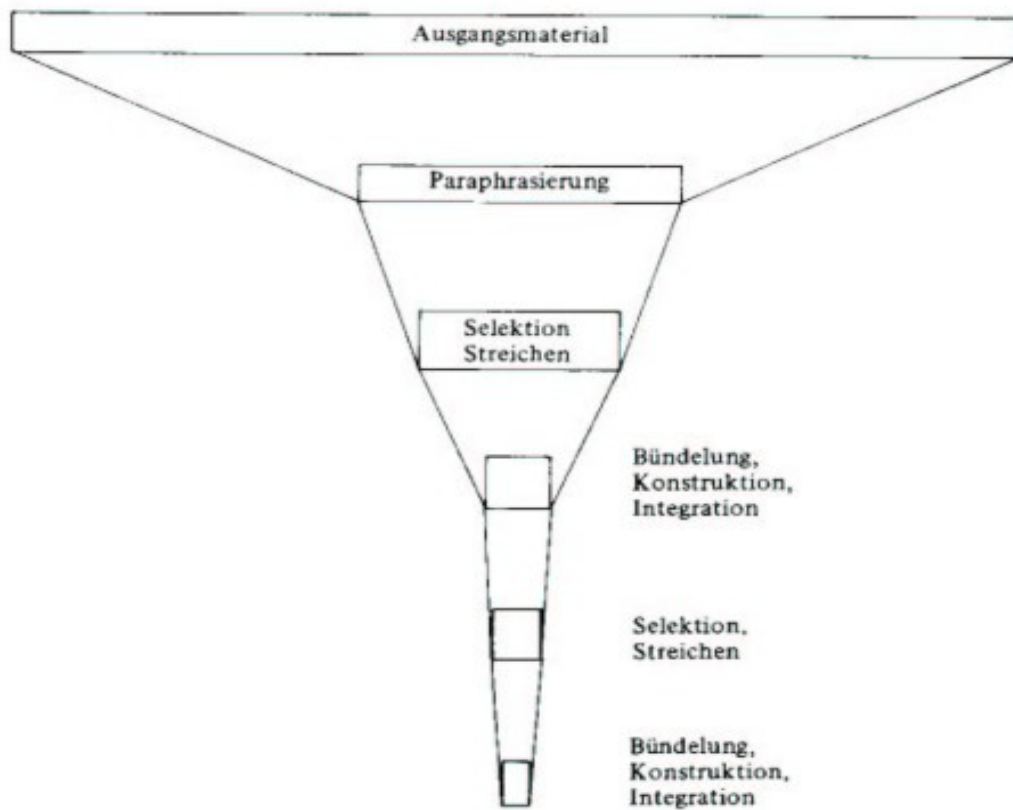 Ausgangsmaterial
Paraphrasierung
Selektion
Streichen
Bündelung,
Konstruktion,
Integration
Selektion,
Streichen
Bündelung,
Konstruktion,
Integration